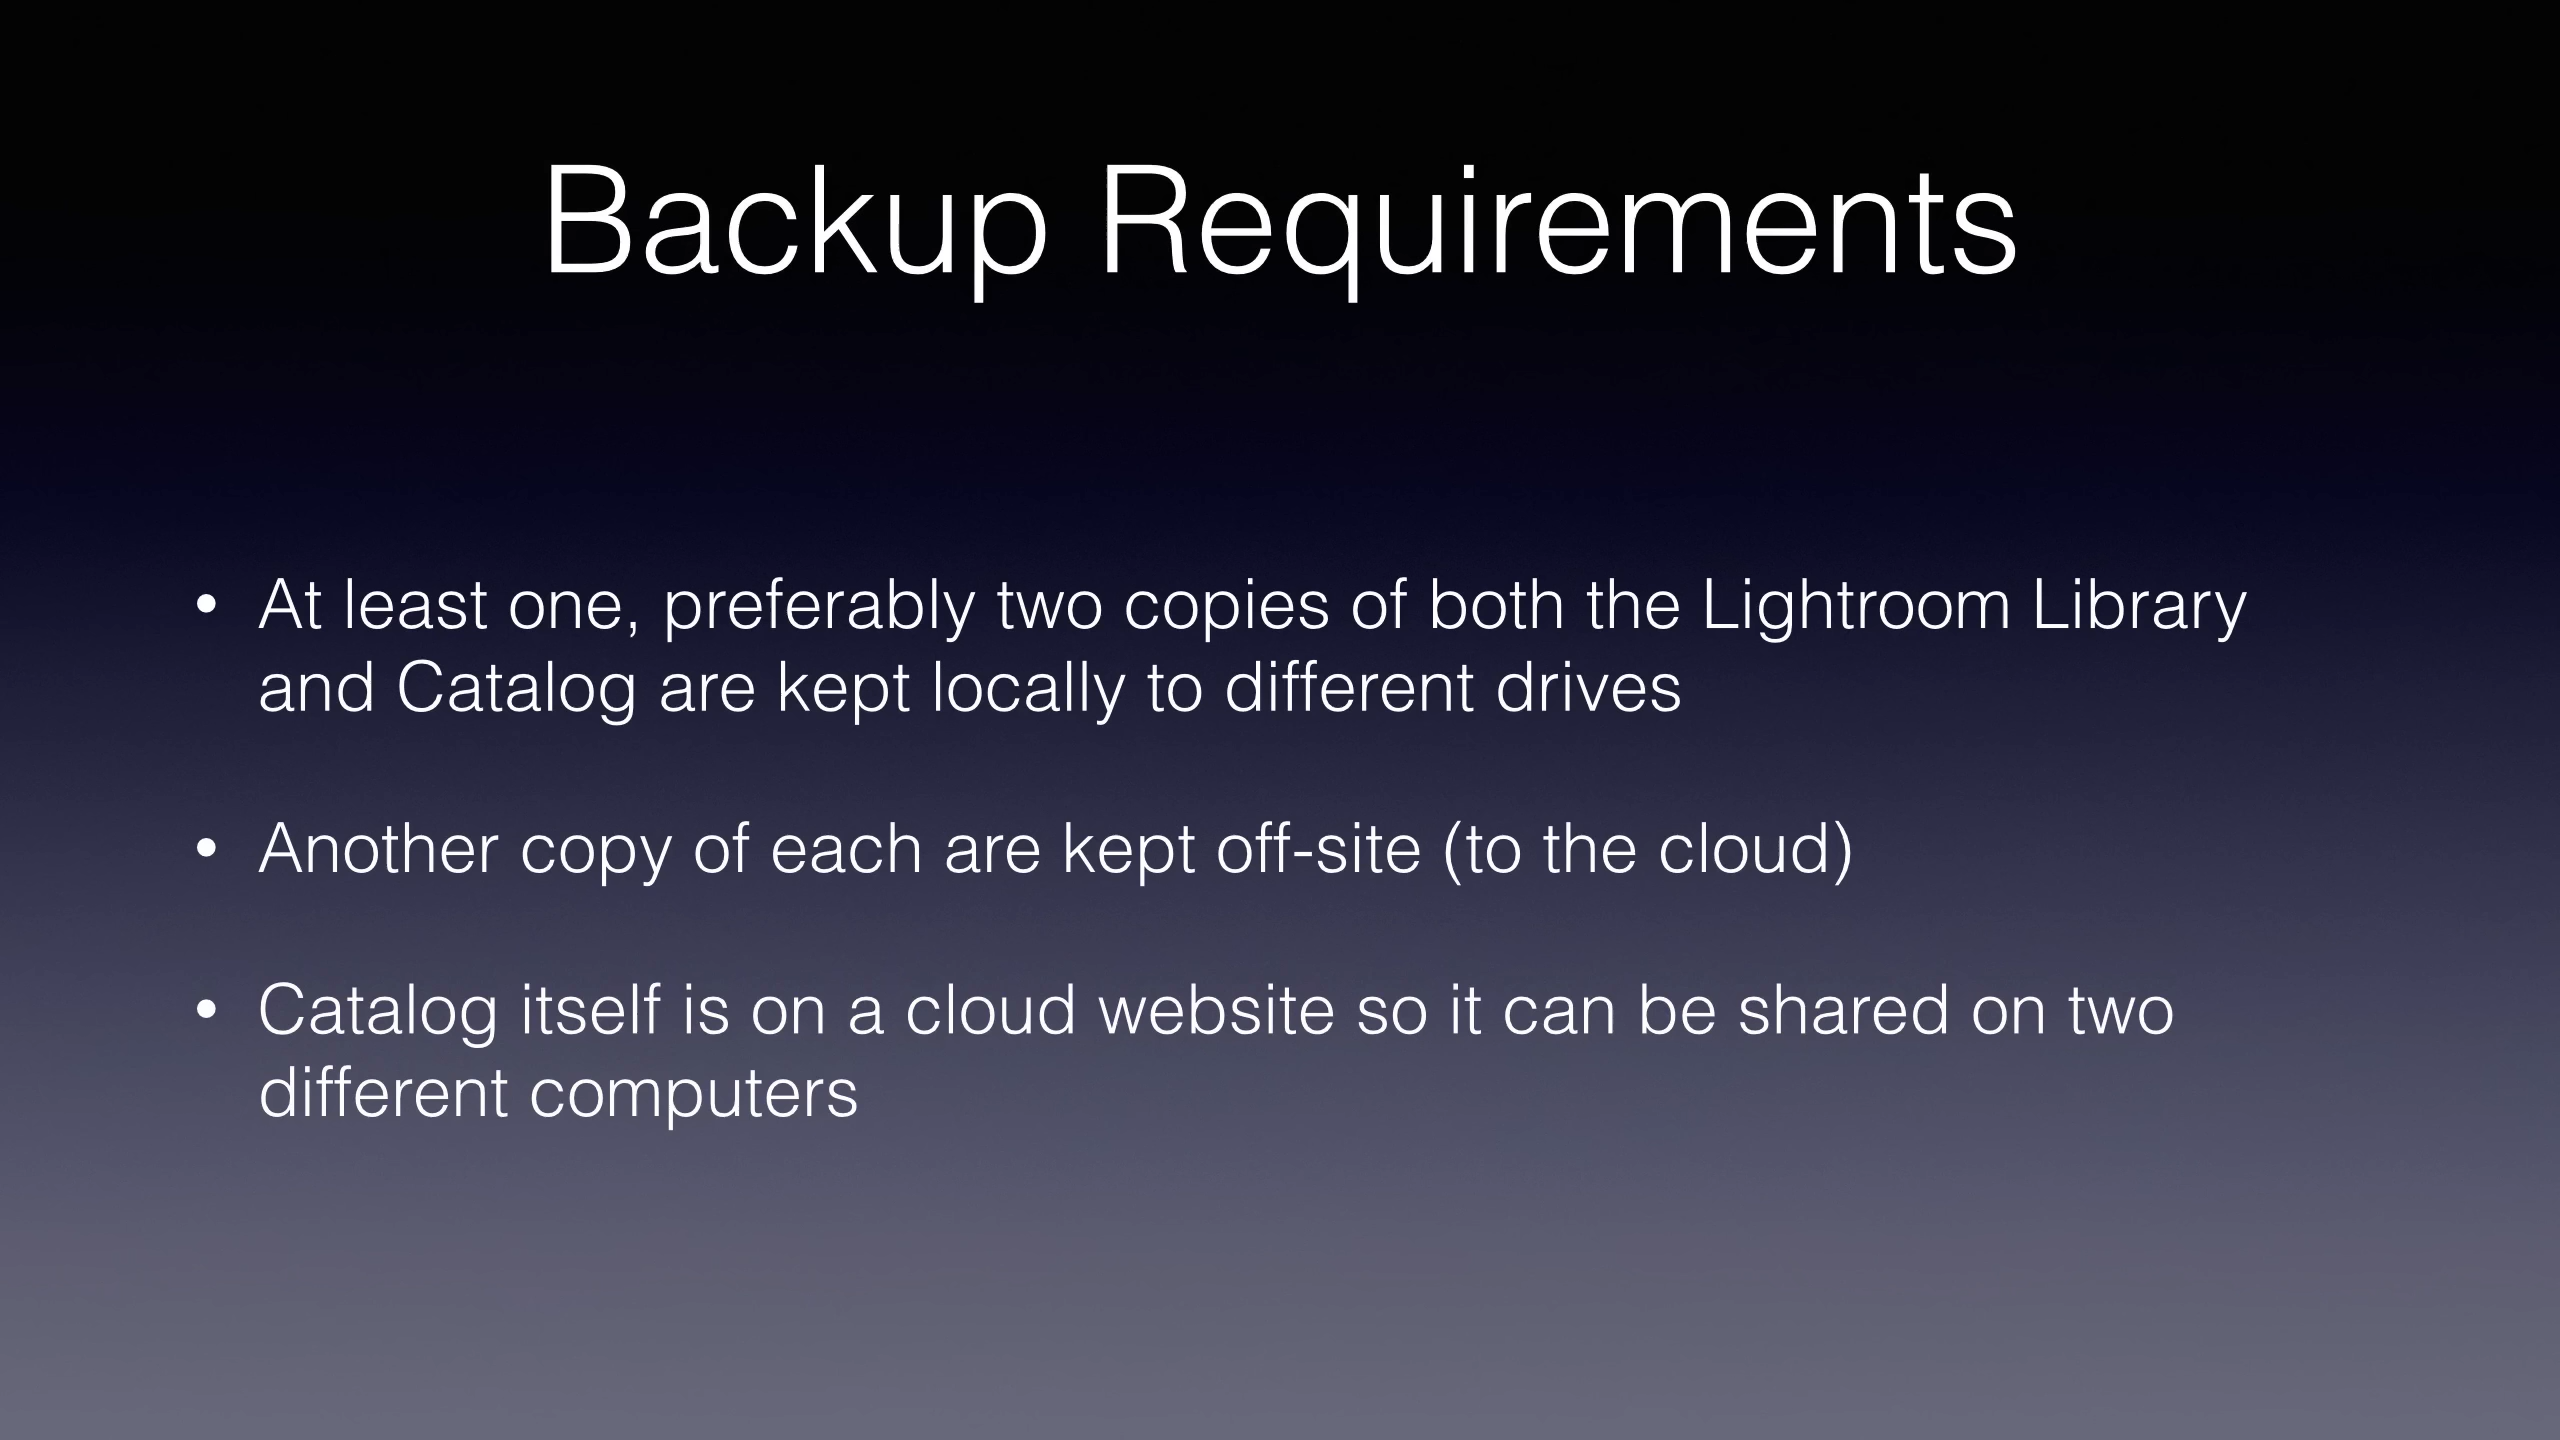 Backup Requirements
• At least one, preferably two copies of both the Lightroom Library
and Catalog are kept locally to different drives
• Another copy of each are kept off-site (to the cloud)
• Catalog itself is on a cloud website so it can be shared on two
different computers